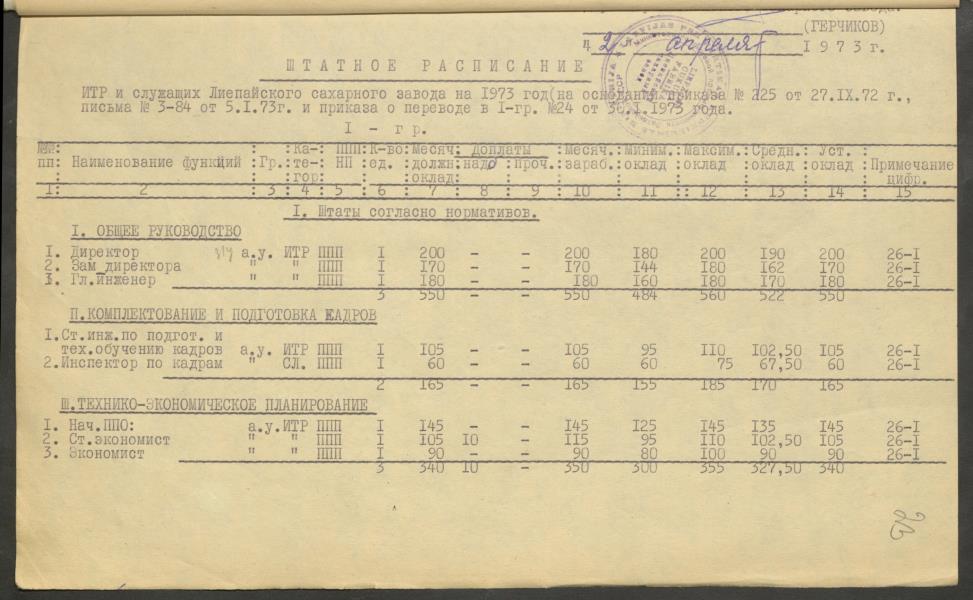 (ГЕРЧИКОВ)
апреля 1973г.
ШТАТНОЕ РАСПИСАНИЕ
ИТР и служащих Лиепайского сахарного завода на 1973 год(на основании приказа № 225 от 27.IX.72 г.,
письма № 3-84 от 5.I.73г. и приказа о переводе в I-гр. №24 от 30.I.1973 года.
I - гр.
№№: : :Ка-: ППП:К-во:Месяч: Доплаты :месяч.:Миним. :Максим. :Средн.: Уст. :
пп: Наименование функций : Гр.:те-: НП :ед. :должн:надб :проч.:зараб.:оклад :оклад :оклад :оклад :Примечание
:гор: : : :оклад: : : : : : : : цифр.
1: 2 : 3 : 4 : 5 : 6 : 7 : 8 : 9 : 10 : 11 : 12 : 13 : 14 : 15
I. Штаты согласно нормативов.
I. ОБЩЕЕ РУКОВОДСТВО
I. Директор а.у. ИТР ППП I 200 - - 200 I80 200 I90 200 26-I
2. Зам директора " " ППП I I70 - - I70 I44 I80 I62 I70 26-I
3. Гл.инженер " " ППП I I80 - - I80 I60 I80 I70 I80 26-I
3 550 - - 550 484 560 522 550
П.КОМПЛЕКТОВАНИЕ И ПОДГОТОВКА КАДРОВ
I.Ст.инж.по подгот. и
тех.обучению кадров а.у. ИТР ППП I I05 - - I05 95 II0 I02,50 I05 26-I
2.Инспектор по кадрам " СЛ. ППП I 60 - - 60 60 75 67,50 60 26-I
2 165 - - 165 155 185 170 165
Ш.ТЕХНИКО-ЭКОНОМИЧЕСКОЕ ПЛАНИРОВАНИЕ
I. Нач.ППО: а.у.ИТР ППП I I45 - - I45 I25 I45 I35 I45 26-I
2. Ст.экономист " " ППП I I05 I0 - II5 95 II0 I02,50 I05 26-I
3. Экономист " " ППП I 90 - - 90 80 I00 90 90 26-I
3 340 10 - 350 300 355 327,50 340